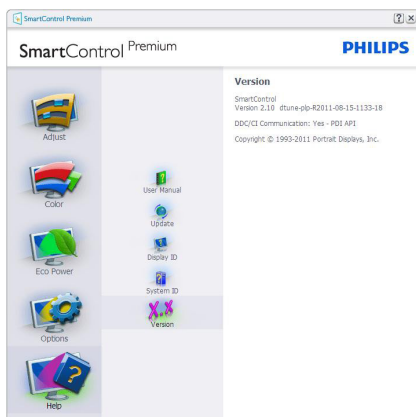 SmartControl Premium
SmartControl Premium
PHILIPS
Adjust
Color
Eco Power
Options
Help
User Manual
Update
Display ID
System ID
X.X
Version
Version
SmartControl
Version 2.10 dtune-plp-R2011-08-15-1133-18
DDC/CI Communication: Yes - PDI API
Copyright © 1993-2011 Portrait Displays, Inc.